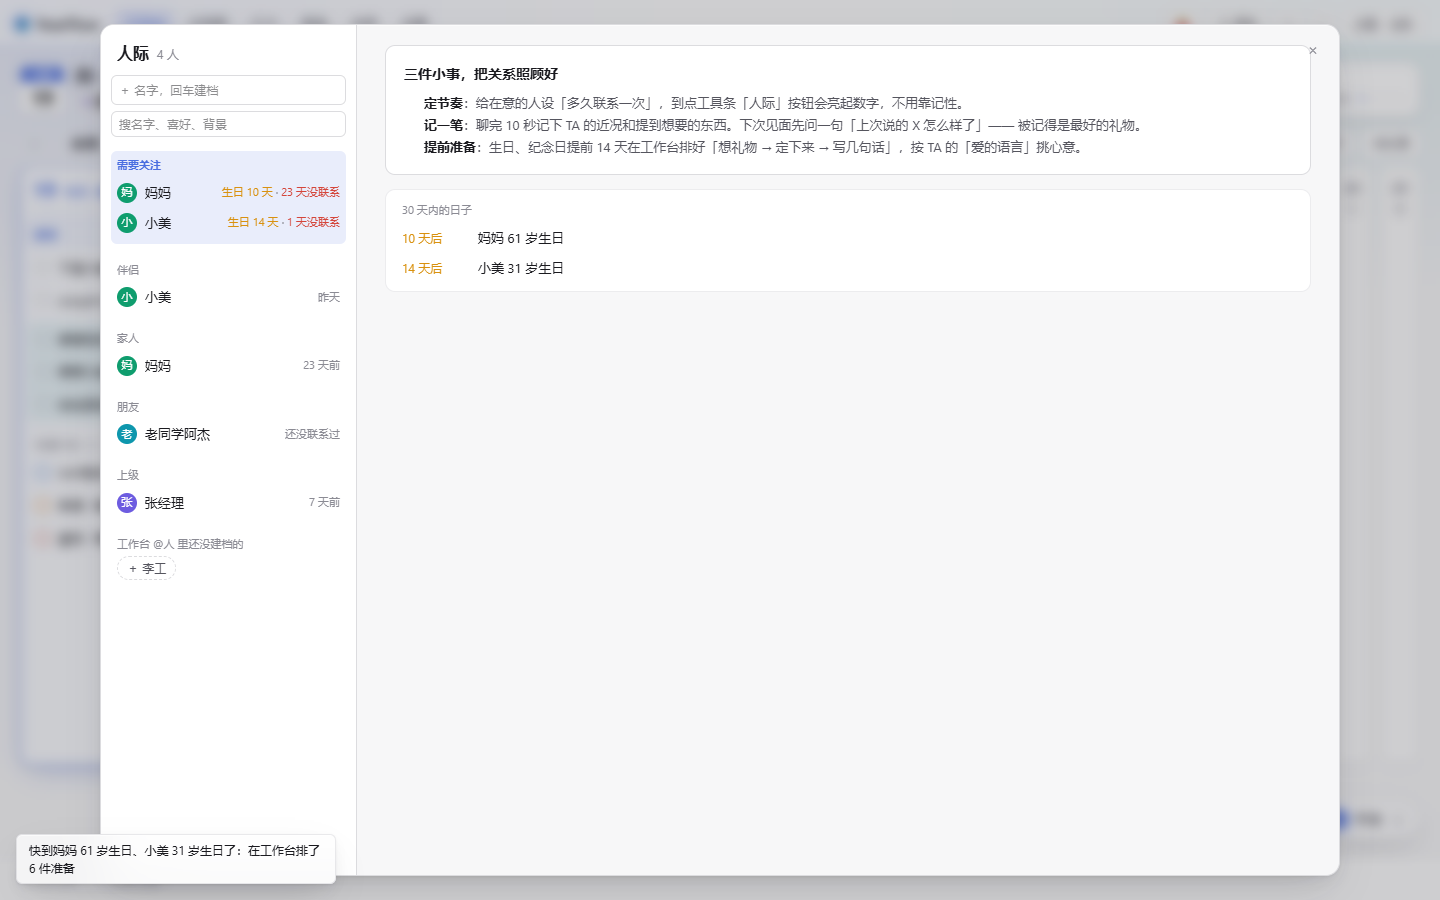 人际 4 人
+ 名字，回车建档
搜名字、喜好、背景
需要关注
妈 妈妈 生日 10 天 · 23 天没联系
小 小美 生日 14 天 · 1 天没联系
伴侣
小 小美 昨天
家人
妈 妈妈 23 天前
朋友
老 老同学阿杰 还没联系过
上级
张 张经理 7 天前
工作台 @人 里还没建档的
+ 李工
×
三件小事，把关系照顾好
定节奏：给在意的人设「多久联系一次」，到点工具条「人际」按钮会亮起数字，不用靠记性。
记一笔：聊完 10 秒记下 TA 的近况和提到想要的东西。下次见面先问一句「上次说的 X 怎么样了」—— 被记得是最好的礼物。
提前准备：生日、纪念日提前 14 天在工作台排好「想礼物 → 定下来 → 写几句话」，按 TA 的「爱的语言」挑心意。
30 天内的日子
10 天后 妈妈 61 岁生日
14 天后 小美 31 岁生日
快到妈妈 61 岁生日、小美 31 岁生日了：在工作台排了
6 件准备